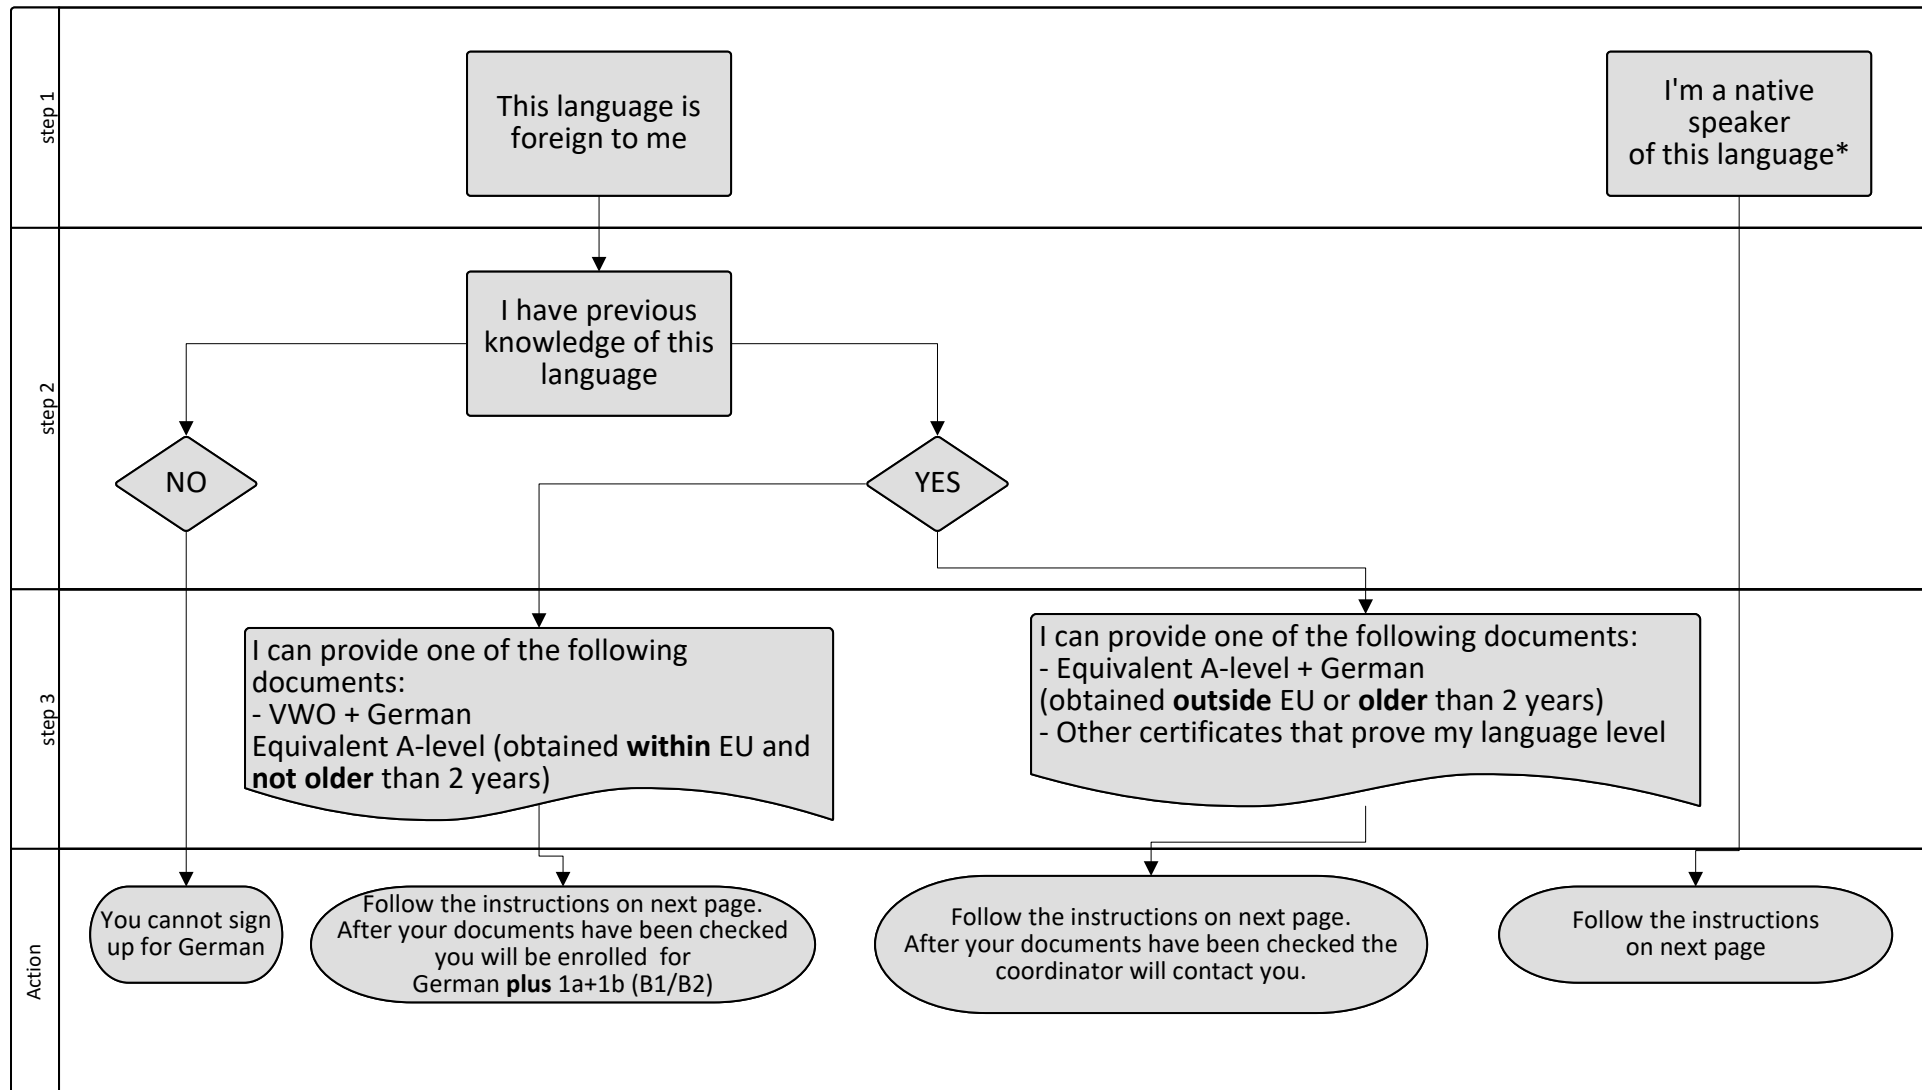 step 1
This language is
foreign to me
I'm a native
speaker
of this language*
step 2
I have previous
knowledge of this
language
NO
YES
step 3
I can provide one of the following
documents:
- VWO + German
Equivalent A-level (obtained within EU and
not older than 2 years)
I can provide one of the following documents:
- Equivalent A-level + German
(obtained outside EU or older than 2 years)
- Other certificates that prove my language level
Action
You cannot sign
up for German
Follow the instructions on next page.
After your documents have been checked
you will be enrolled for
German plus 1a+1b (B1/B2)
Follow the instructions on next page.
After your documents have been checked the
coordinator will contact you.
Follow the instructions
on next page